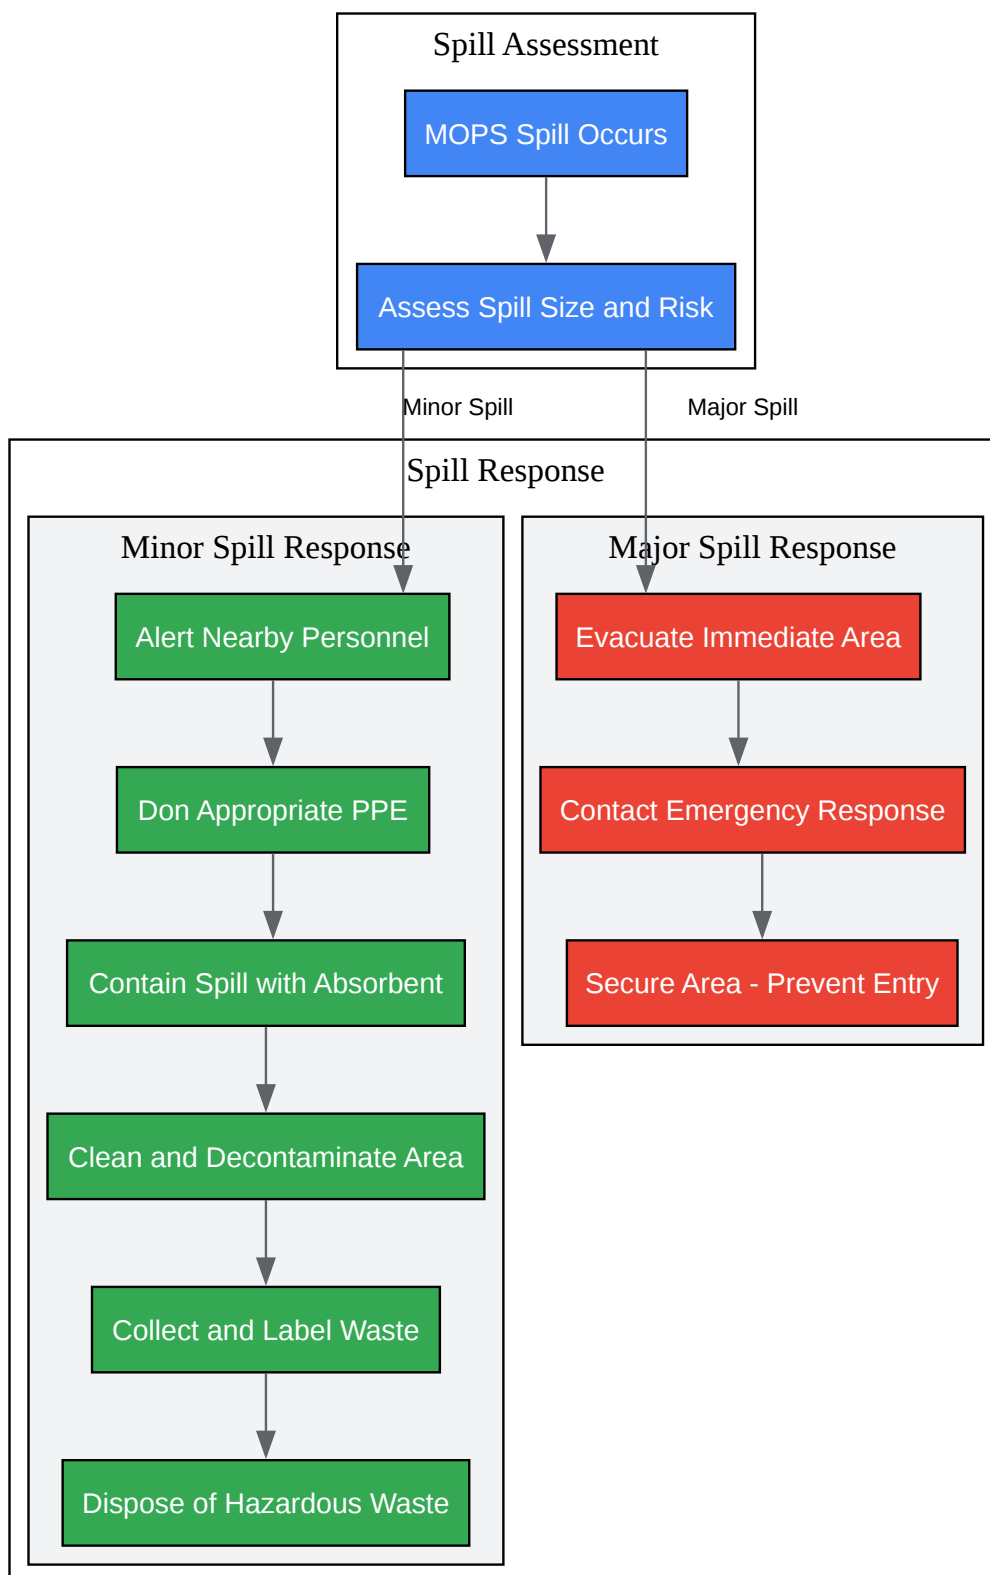 Spill Assessment
MOPS Spill Occurs
Assess Spill Size and Risk
Minor Spill
Major Spill
Spill Response
Minor Spill Response
Alert Nearby Personnel
Don Appropriate PPE
Contain Spill with Absorbent
Clean and Decontaminate Area
Collect and Label Waste
Dispose of Hazardous Waste
Major Spill Response
Evacuate Immediate Area
Contact Emergency Response
Secure Area - Prevent Entry